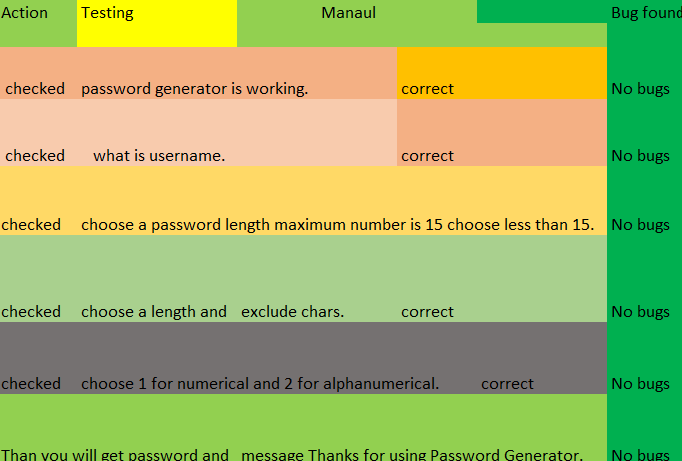 Action Testing Manaul Bug found
checked password generator is working. correct No bugs
checked what is username. correct No bugs
checked choose a password length maximum number is 15 choose less than 15. No bugs
checked choose a length and exclude chars. correct No bugs
checked choose 1 for numerical and 2 for alphanumerical. correct No bugs
Than you will get password and message Thanks for using Password Generator. No bugs